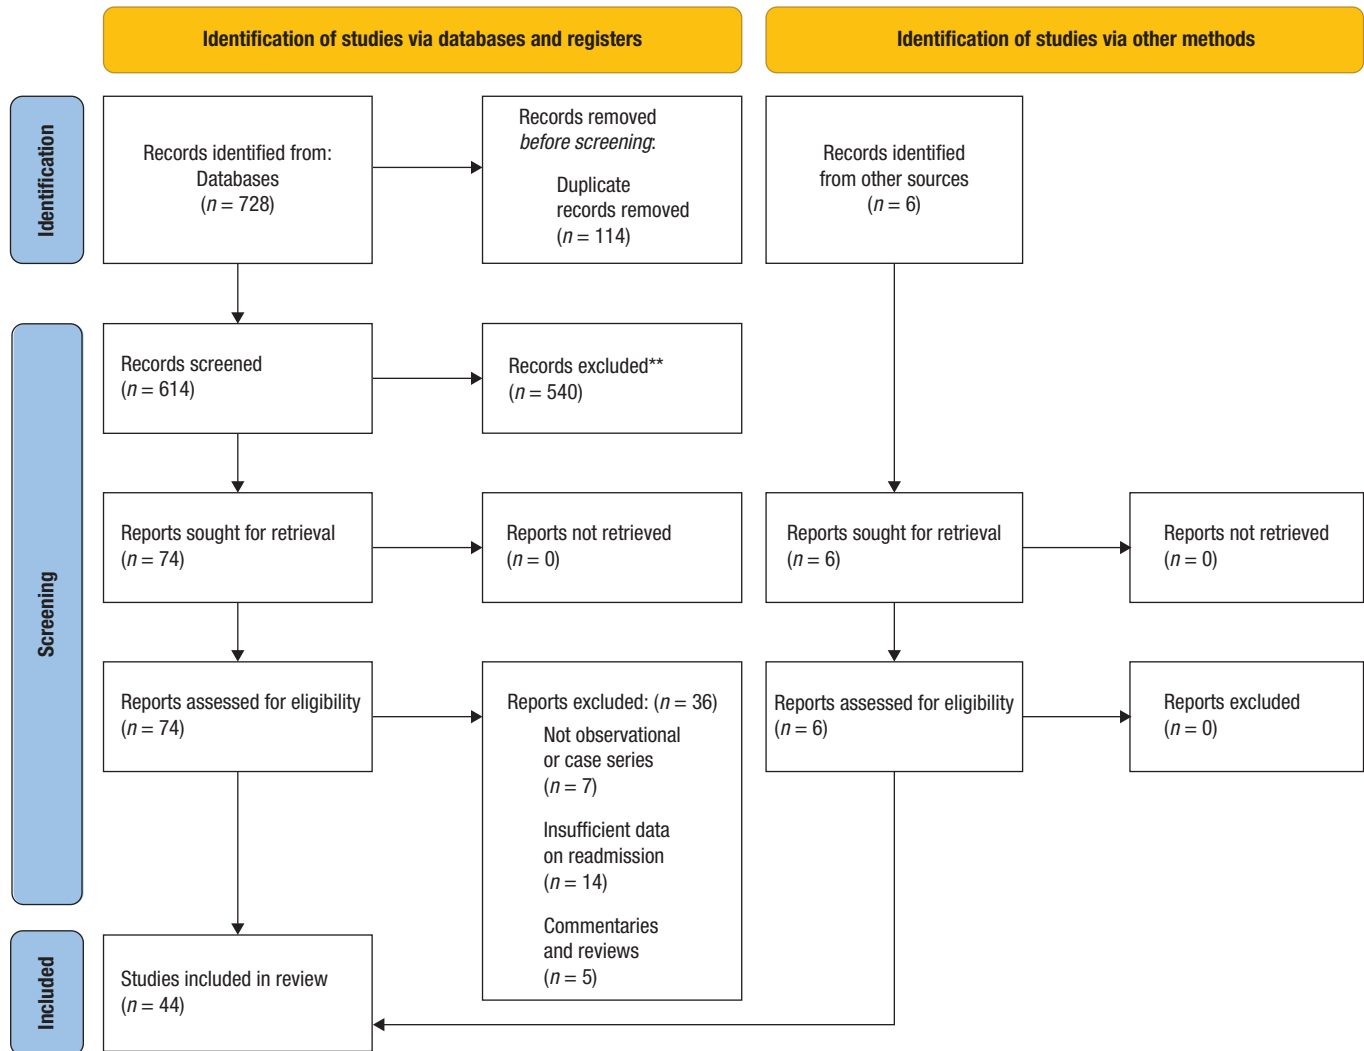 Identification of studies via databases and registers
Identification of studies via other methods
Identification
Records identified from:
Databases
(n = 728)
Records removed
before screening:
Duplicate
records removed
(n = 114)
Records identified
from other sources
(n = 6)
Screening
Records screened
(n = 614)
Records excluded**
(n = 540)
Reports sought for retrieval
(n = 74)
Reports not retrieved
(n = 0)
Reports sought for retrieval
(n = 6)
Reports not retrieved
(n = 0)
Reports assessed for eligibility
(n = 74)
Reports excluded: (n = 36)
Not observational
or case series
(n = 7)
Insufficient data
on readmission
(n = 14)
Commentaries
and reviews
(n = 5)
Reports assessed for eligibility
(n = 6)
Reports excluded
(n = 0)
Included
Studies included in review
(n = 44)